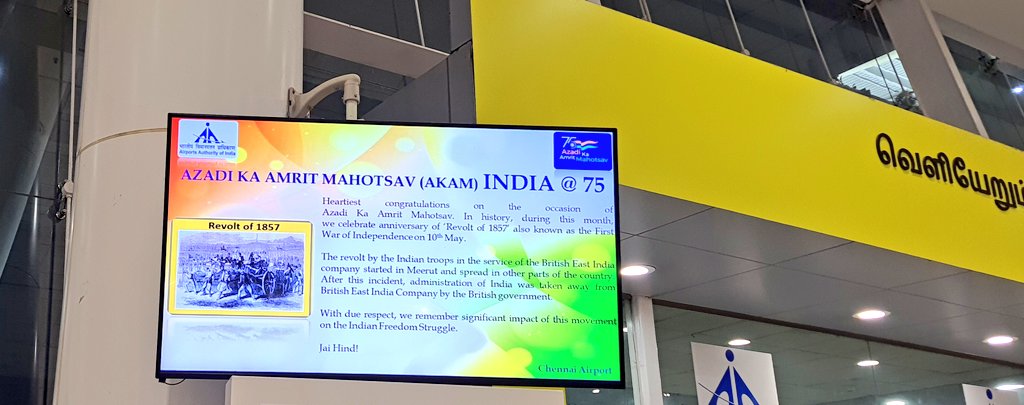 भारतीय विमानपत्तन प्राधिकरण
Airports Authority of India
75
Azadi Ka
Amrit Mahotsav
AZADI KA AMRIT MAHOTSAV (AKAM) INDIA @ 75
Revolt of 1857
Heartiest congratulations on the occasion of
Azadi Ka Amrit Mahotsav. In history, during this month,
we celebrate anniversary of 'Revolt of 1857' also known as the First
War of Independence on 10th May.
The revolt by the Indian troops in the service of the British East India
company started in Meerut and spread in other parts of the country.
After this incident, administration of India was taken away from
British East India Company by the British government.
With due respect, we remember significant impact of this movement
on the Indian Freedom Struggle.
Jai Hind!
Chennai Airport
வெளியேறும்